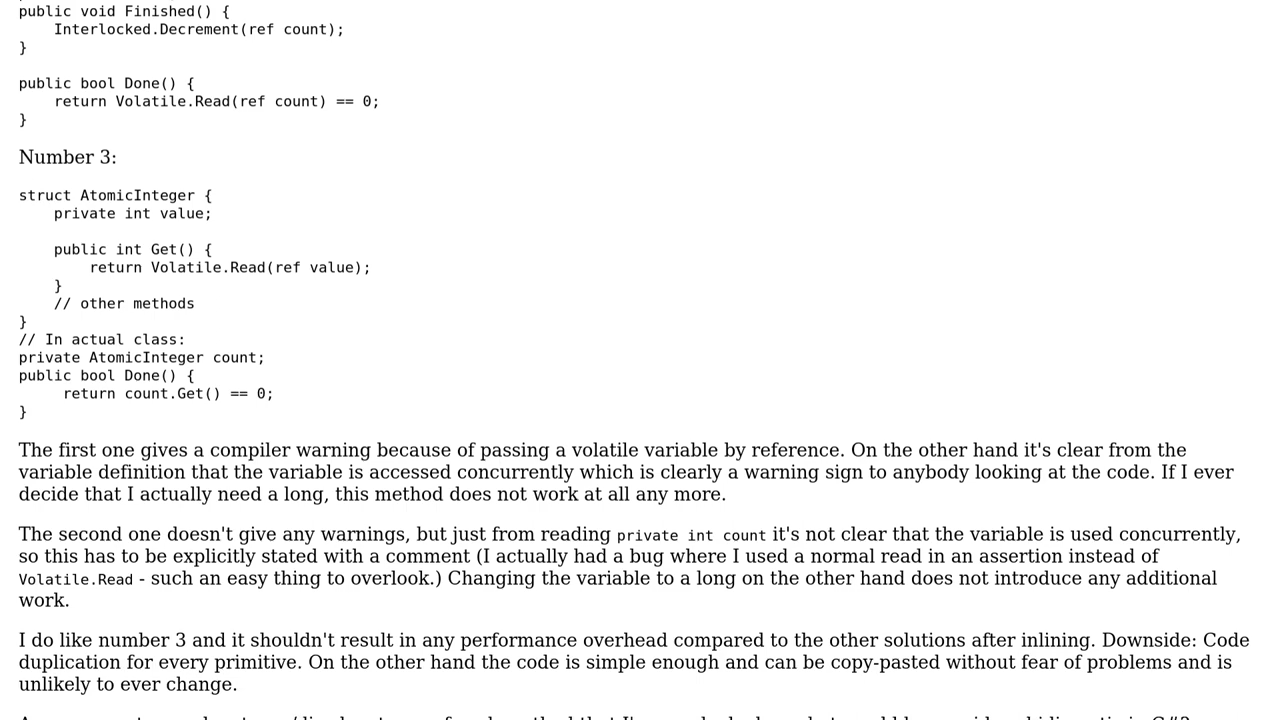 public void Finished() {
    Interlocked.Decrement(ref count);
}
public bool Done() {
    return Volatile.Read(ref count) == 0;
}
Number 3:
struct AtomicInteger {
    private int value;
    public int Get() {
        return Volatile.Read(ref value);
    }
    // other methods
}
// In actual class:
private AtomicInteger count;
public bool Done() {
     return count.Get() == 0;
}
The first one gives a compiler warning because of passing a volatile variable by reference. On the other hand it's clear from the
variable definition that the variable is accessed concurrently which is clearly a warning sign to anybody looking at the code. If I ever
decide that I actually need a long, this method does not work at all any more.
The second one doesn't give any warnings, but just from reading private int count it's not clear that the variable is used concurrently,
so this has to be explicitly stated with a comment (I actually had a bug where I used a normal read in an assertion instead of
Volatile.Read - such an easy thing to overlook.) Changing the variable to a long on the other hand does not introduce any additional
work.
I do like number 3 and it shouldn't result in any performance overhead compared to the other solutions after inlining. Downside: Code
duplication for every primitive. On the other hand the code is simple enough and can be copy-pasted without fear of problems and is
unlikely to ever change.